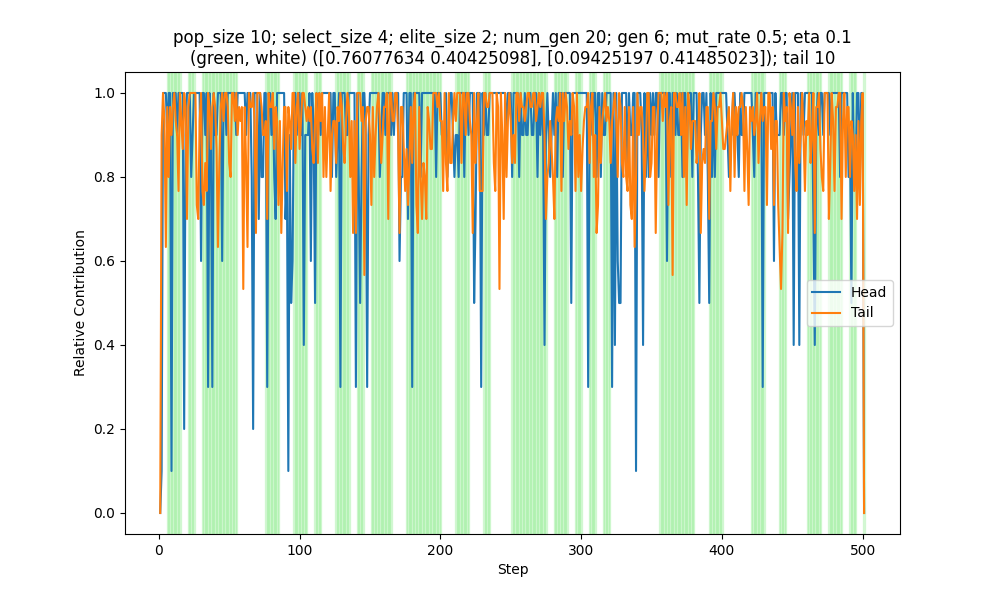 pop_size 10; select_size 4; elite_size 2; num_gen 20; gen 6; mut_rate 0.5; eta 0.1
(green, white) ([0.76077634 0.40425098], [0.09425197 0.41485023]); tail 10
1.0
0.8
0.6
0.4
0.2
0.0
Relative Contribution
Head
Tail
0
100
200
300
400
500
Step